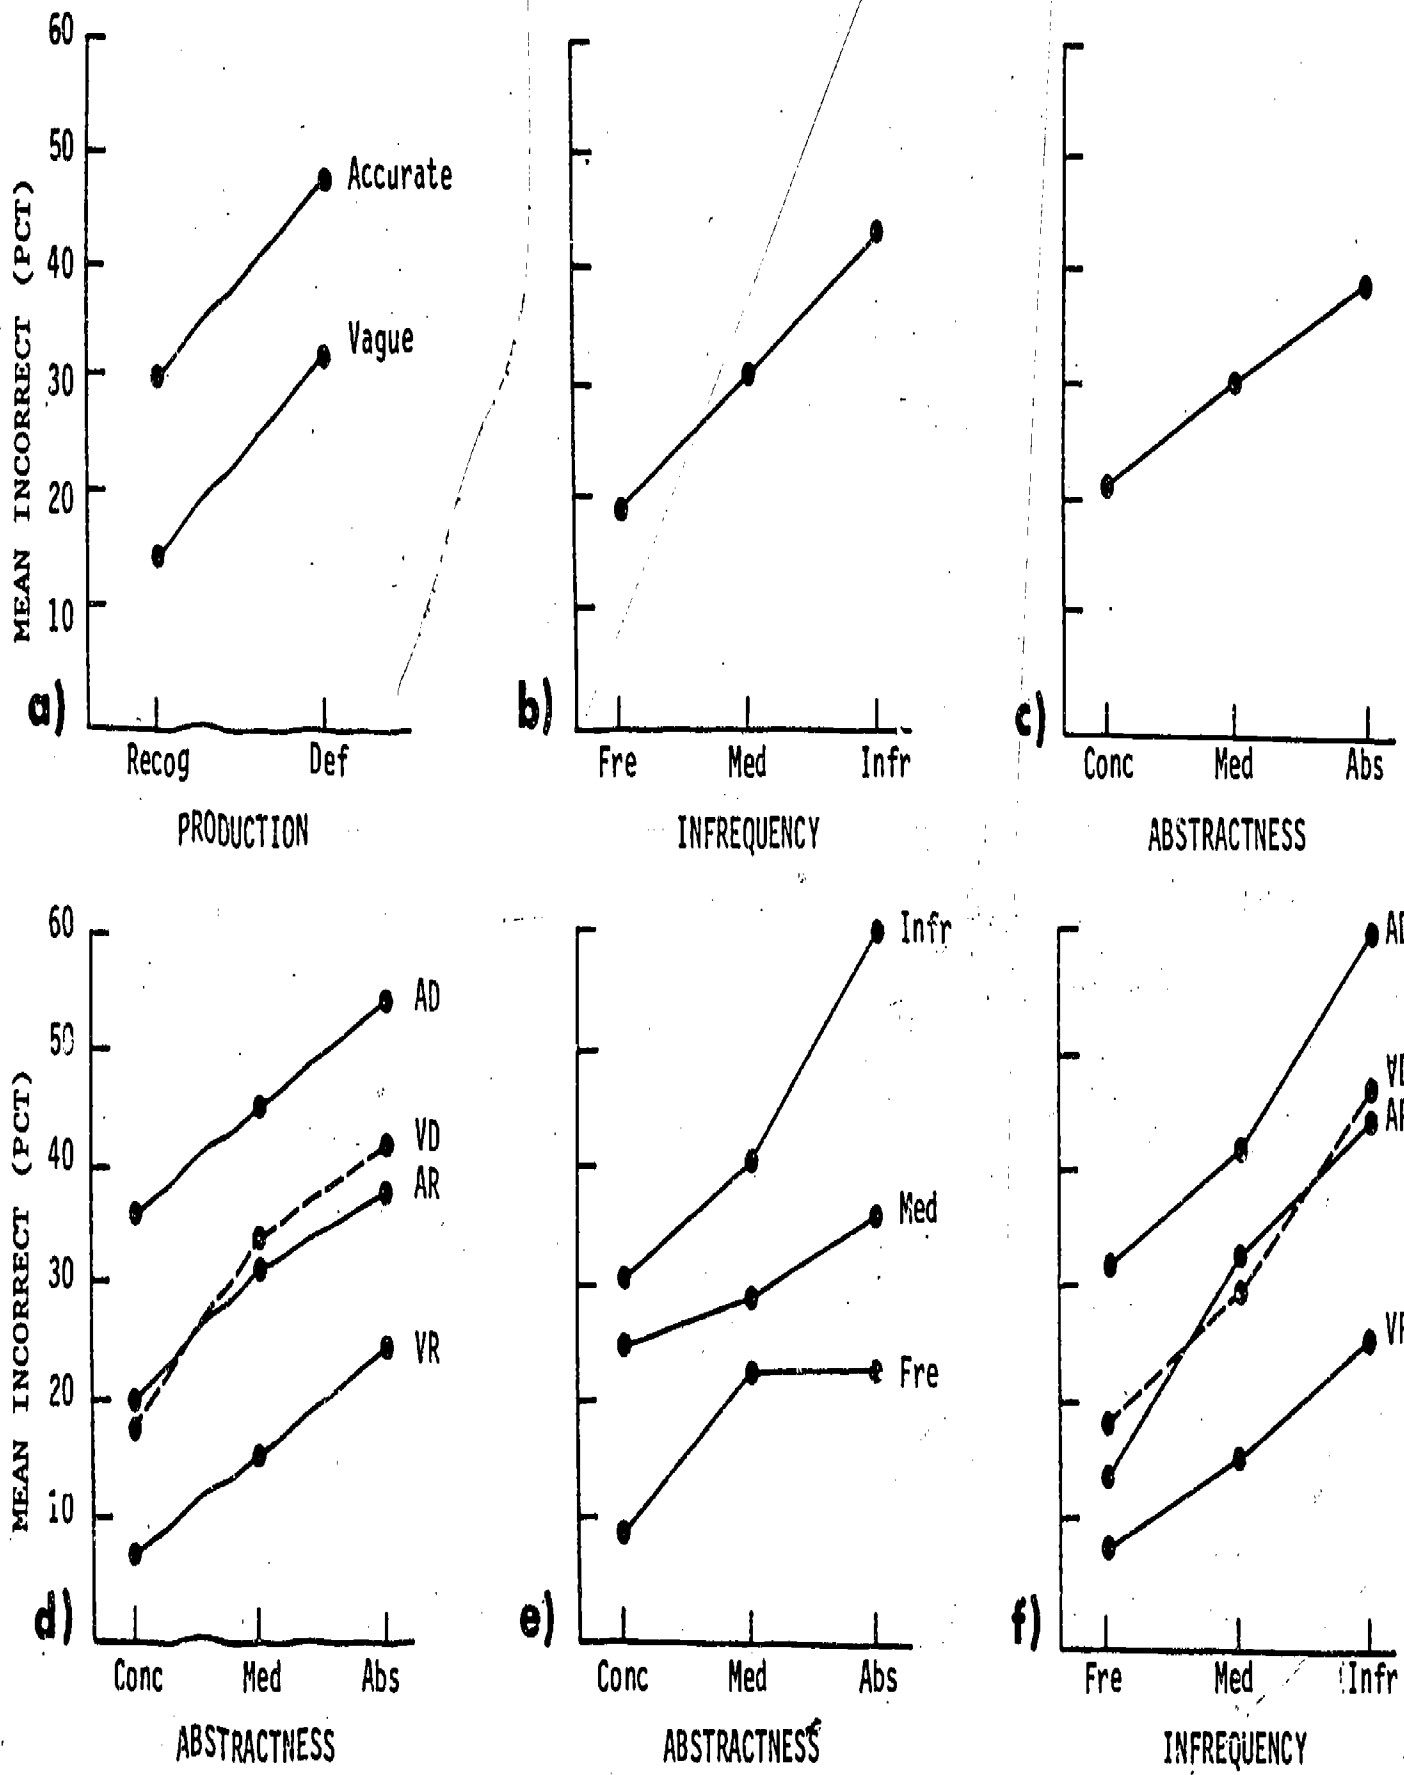 MEAN INCORRECT (PCT)
60
50
40
30
20
10
Accurate
Vague
a)
Recog Def
PRODUCTION
b)
Fre Med Infr
INFREQUENCY
c)
Conc Med Abs
ABSTRACTNESS
MEAN INCORRECT (PCT)
60
50
40
30
20
10
AD
VD
AR
VR
d)
Conc Med Abs
ABSTRACTNESS
Infr
Med
Fre
e)
Conc Med Abs
ABSTRACTNESS
f)
Fre Med Infr
INFREQUENCY